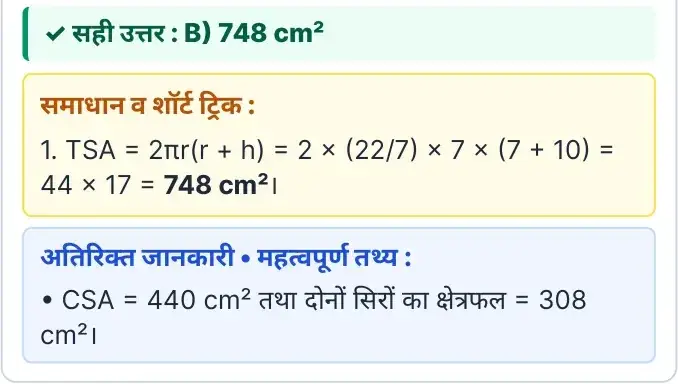 ✓ सही उत्तर : B) 748 cm²
समाधान व शॉर्ट ट्रिक :
1. TSA = 2πr(r + h) = 2 × (22/7) × 7 × (7 + 10) =
44 × 17 = 748 cm²।
अतिरिक्त जानकारी • महत्वपूर्ण तथ्य :
• CSA = 440 cm² तथा दोनों सिरों का क्षेत्रफल = 308
cm²।